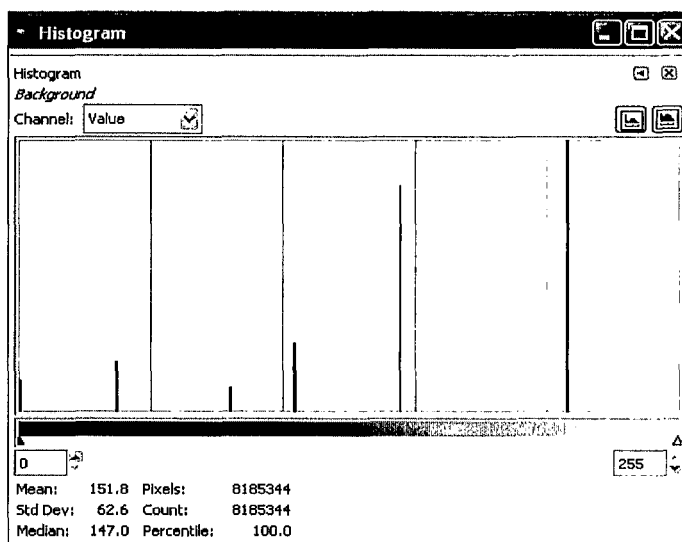 Histogram
Histogram
Background
Channel: Value
0
255
Mean: 151.8 Pixels: 8185344
Std Dev: 62.6 Count: 8185344
Median: 147.0 Percentile: 100.0